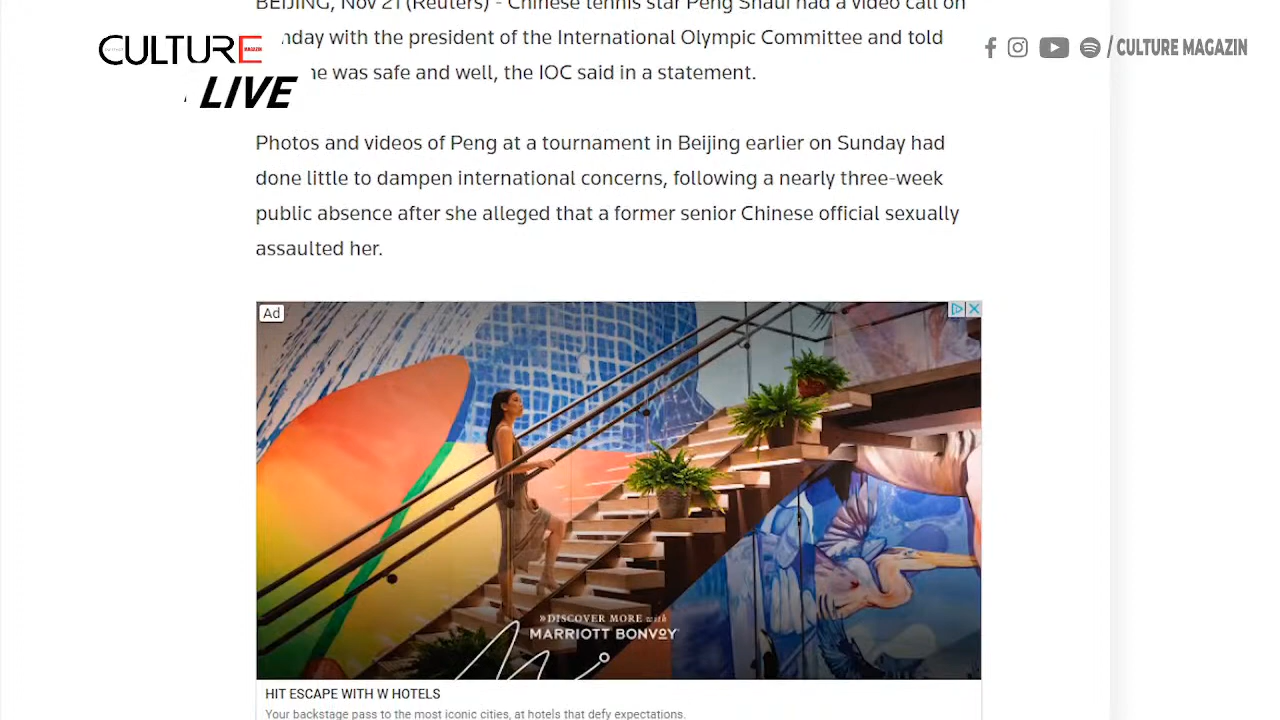 BEIJING, Nov 21 (Reuters) - Chinese tennis star Peng Shaui had a video call on
nday with the president of the International Olympic Committee and told
he was safe and well, the IOC said in a statement.
CULTURE
MAGAZIN
LIVE
/ CULTURE MAGAZIN
Photos and videos of Peng at a tournament in Beijing earlier on Sunday had
done little to dampen international concerns, following a nearly three-week
public absence after she alleged that a former senior Chinese official sexually
assaulted her.
Ad
»DISCOVER MORE with
MARRIOTT BONVOY
HIT ESCAPE WITH W HOTELS
Your backstage pass to the most iconic cities, at hotels that defy expectations.